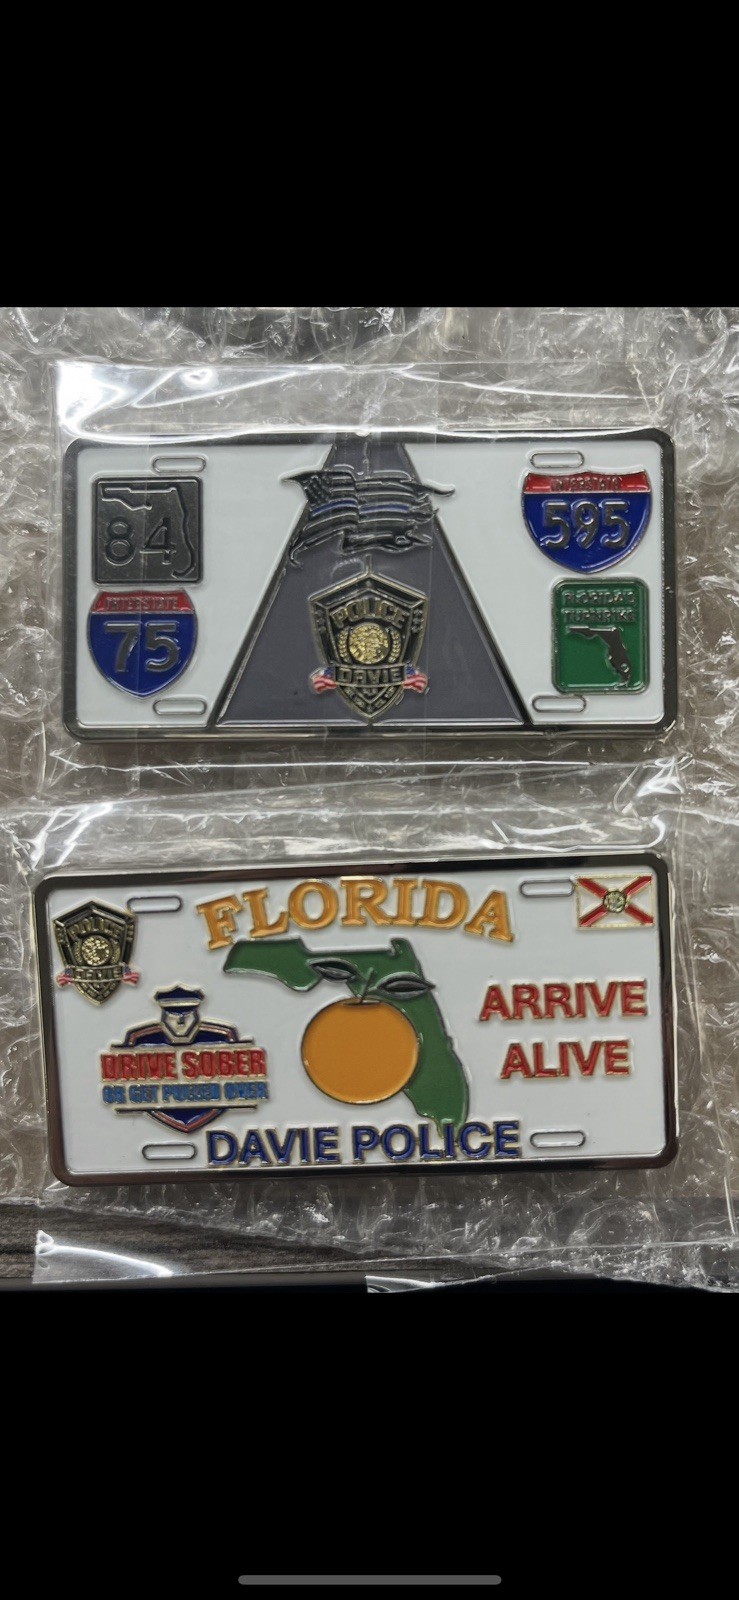 84
INTERSTATE
75
POLICE
DAVIE
INTERSTATE
595
FLORIDA'S
TURNPIKE
FLORIDA
POLICE
DAVIE
DRIVE SOBER
OR GET PULLED OVER
ARRIVE
ALIVE
DAVIE POLICE